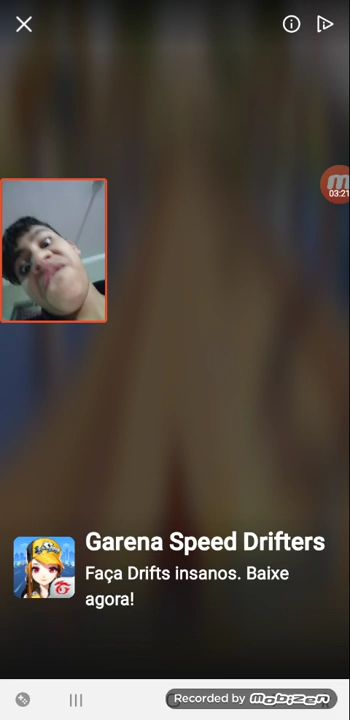 03:21
Garena Speed Drifters
Faça Drifts insanos. Baixe
agora!
Recorded by mobizen